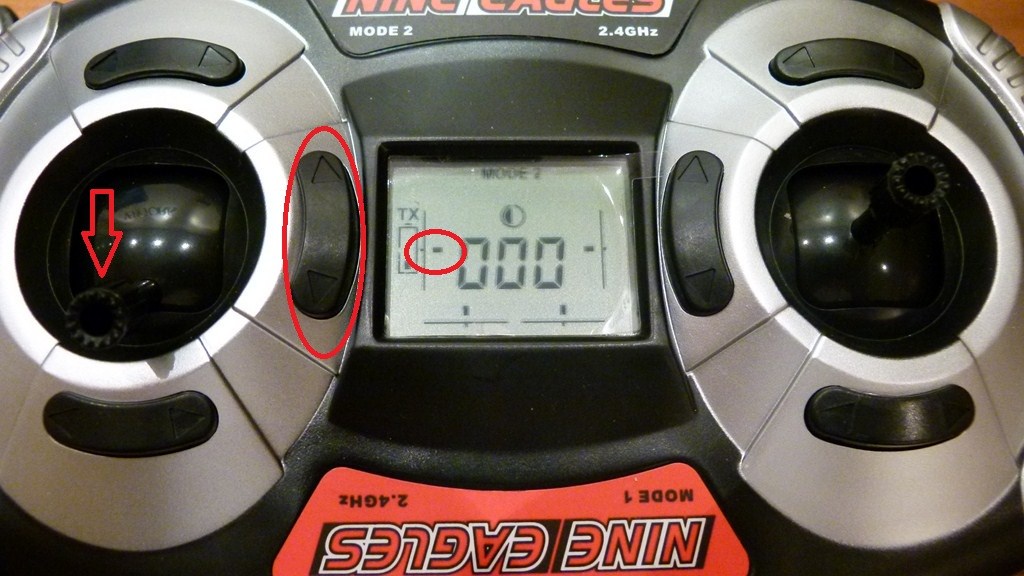 NINE EAGLES
MODE 2 2.4GHz
MODE 2
TX
000
MODE 1 2.4GHz
NINE EAGLES